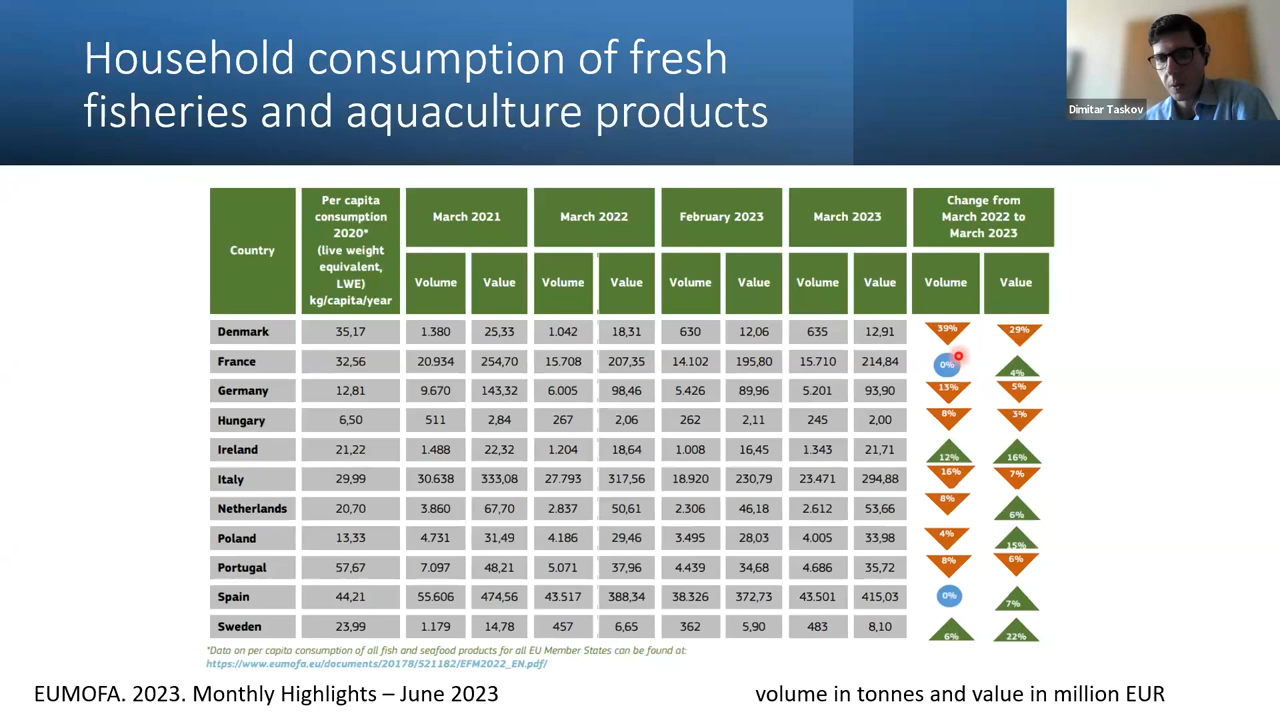 Household consumption of fresh
fisheries and aquaculture products
Dimitar Taskov
Country
Per capita
consumption
2020*
(live weight
equivalent,
LWE)
kg/capita/year
March 2021
March 2022
February 2023
March 2023
Change from
March 2022 to
March 2023
Volume Value Volume Value Volume Value Volume Value Volume Value
Denmark 35,17 1.380 25,33 1.042 18,31 630 12,06 635 12,91 39% 29%
France 32,56 20.934 254,70 15.708 207,35 14.102 195,80 15.710 214,84 0% 4%
Germany 12,81 9.670 143,32 6.005 98,46 5.426 89,96 5.201 93,90 13% 5%
Hungary 6,50 511 2,84 267 2,06 262 2,11 245 2,00 8% 3%
Ireland 21,22 1.488 22,32 1.204 18,64 1.008 16,45 1.343 21,71 12% 16%
Italy 29,99 30.638 333,08 27.793 317,56 18.920 230,79 23.471 294,88 16% 7%
Netherlands 20,70 3.860 67,70 2.837 50,61 2.306 46,18 2.612 53,66 8% 6%
Poland 13,33 4.731 31,49 4.186 29,46 3.495 28,03 4.005 33,98 4% 15%
Portugal 57,67 7.097 48,21 5.071 37,96 4.439 34,68 4.686 35,72 8% 6%
Spain 44,21 55.606 474,56 43.517 388,34 38.326 372,73 43.501 415,03 0% 7%
Sweden 23,99 1.179 14,78 457 6,65 362 5,90 483 8,10 6% 22%
*Data on per capita consumption of all fish and seafood products for all EU Member States can be found at:
https://www.eumofa.eu/documents/20178/521182/EFM2022_EN.pdf/
EUMOFA. 2023. Monthly Highlights – June 2023
volume in tonnes and value in million EUR